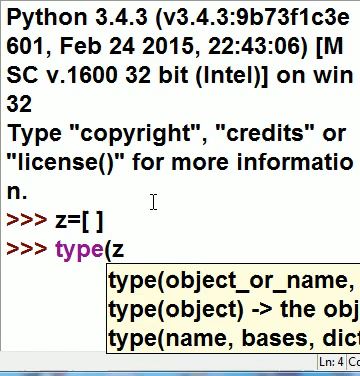 Python 3.4.3 (v3.4.3:9b73f1c3e
601, Feb 24 2015, 22:43:06) [M
SC v.1600 32 bit (Intel)] on win
32
Type "copyright", "credits" or
"license()" for more informatio
n.
>>> z=[ ]
>>> type(z
type(object_or_name,
type(object) -> the obj
type(name, bases, dict
Ln: 4 Co